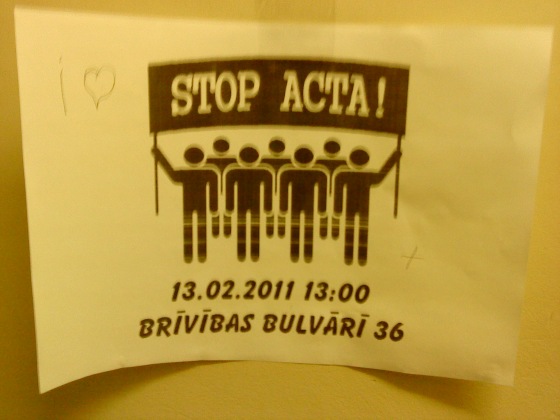 i ♡
STOP ACTA!
13.02.2011 13:00
BRĪVĪBAS BULVĀRĪ 36